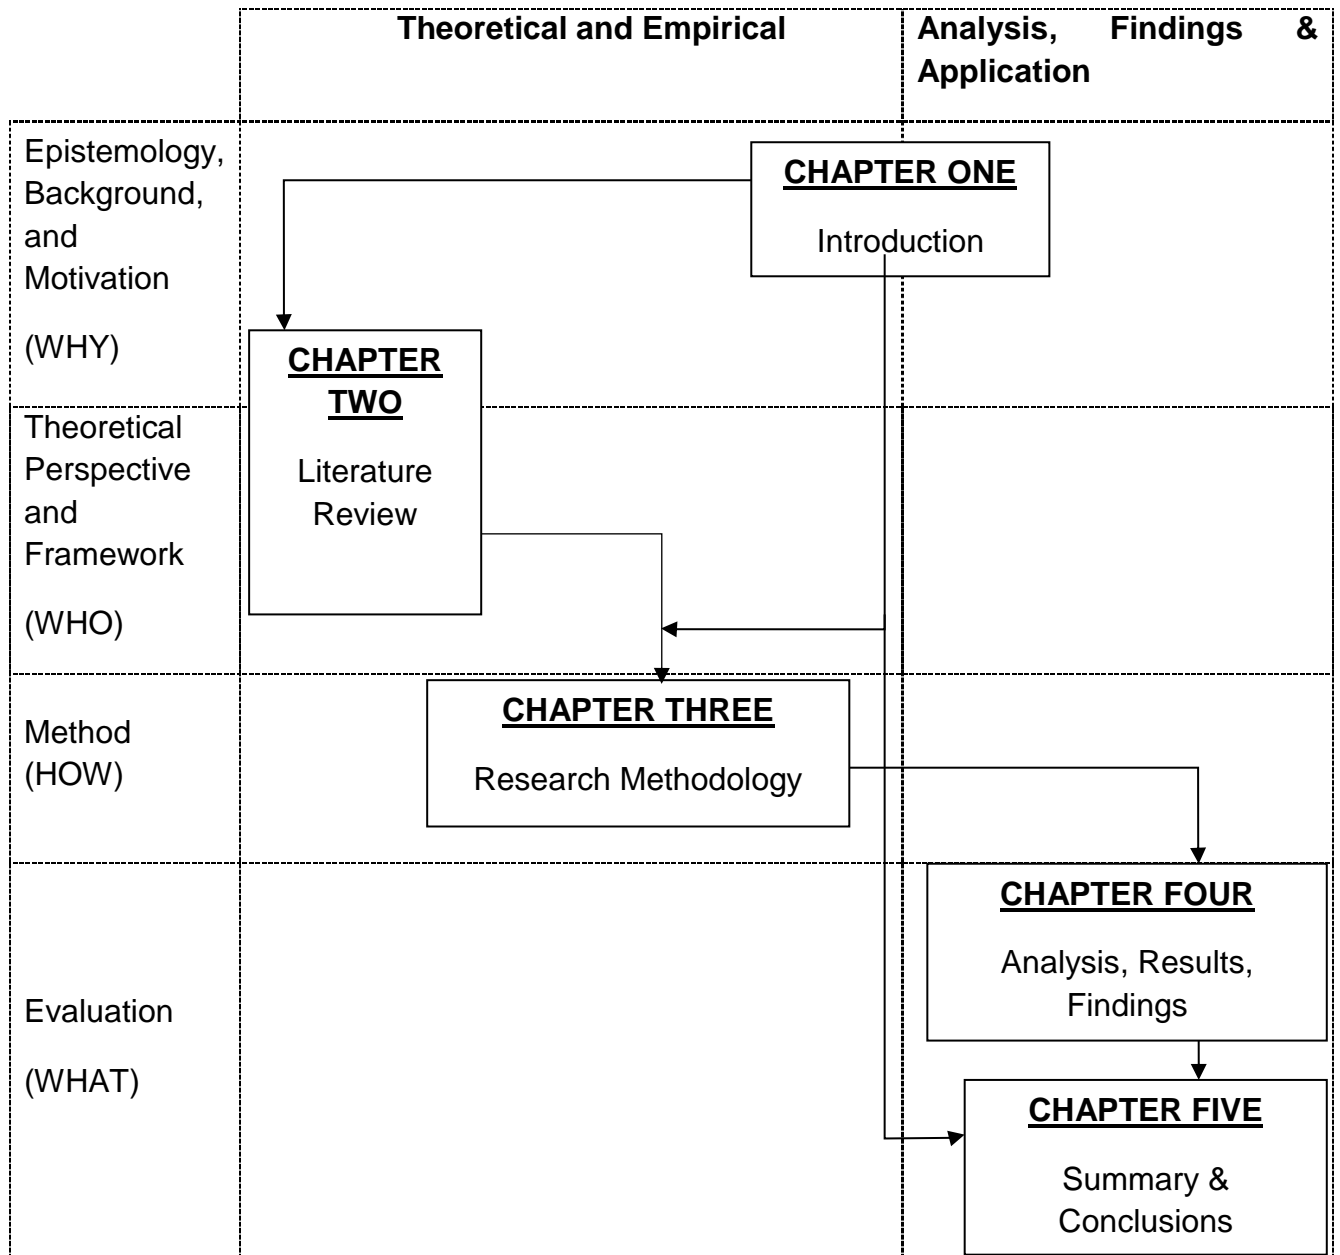 Theoretical and Empirical
Analysis, Findings &
Application
Epistemology,
Background,
and
Motivation
(WHY)
CHAPTER ONE
Introduction
CHAPTER
TWO
Literature
Review
Theoretical
Perspective
and
Framework
(WHO)
Method
(HOW)
CHAPTER THREE
Research Methodology
Evaluation
(WHAT)
CHAPTER FOUR
Analysis, Results,
Findings
CHAPTER FIVE
Summary &
Conclusions